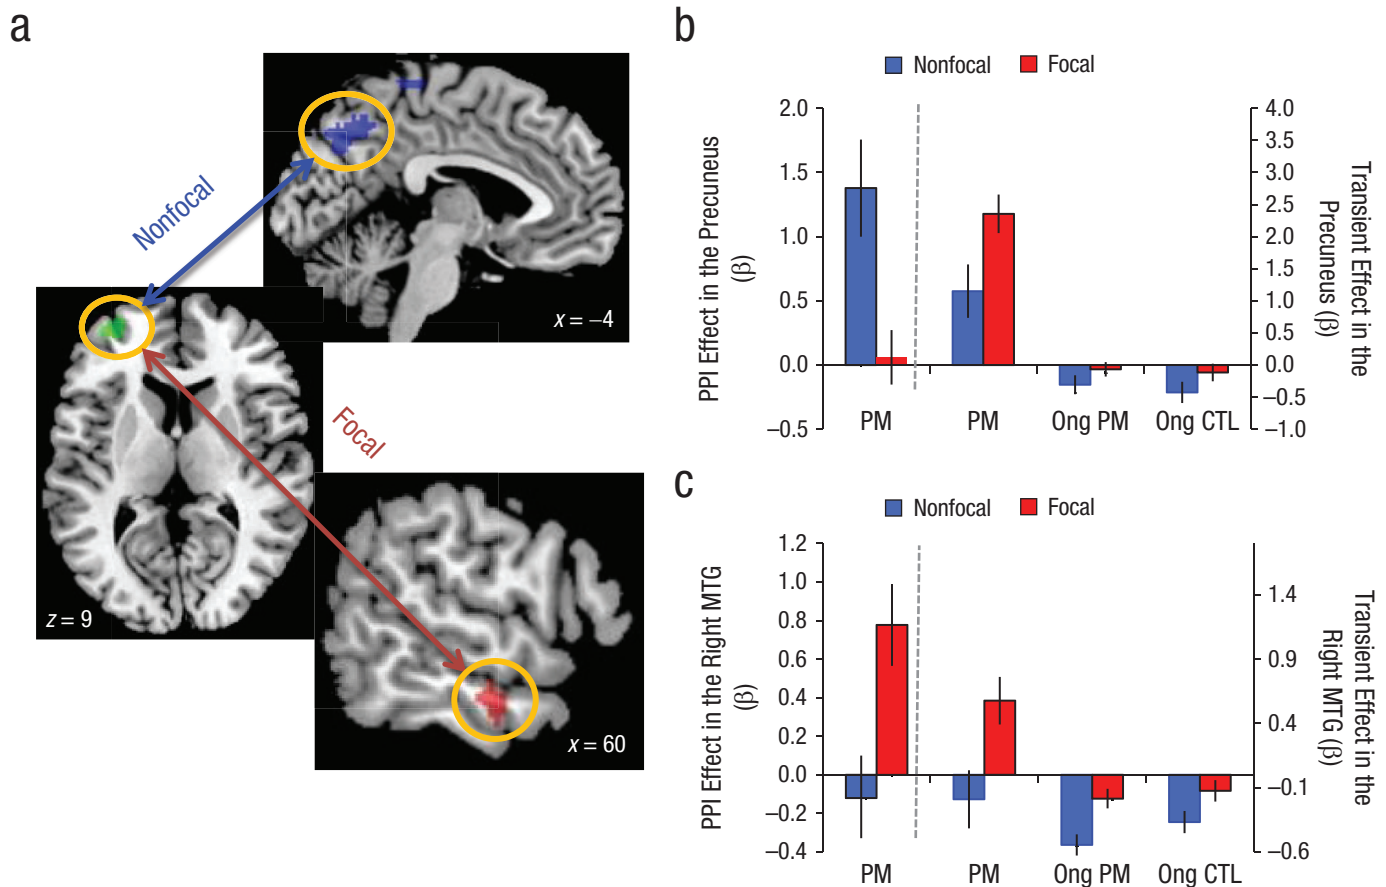 a
Nonfocal
x = –4
z = 9
Focal
x = 60
b
Nonfocal
Focal
PPI Effect in the Precuneus
(β)
2.0
1.5
1.0
0.5
0.0
–0.5
4.0
3.5
3.0
2.5
2.0
1.5
1.0
0.5
0.0
–0.5
–1.0
Transient Effect in the
Precuneus (β)
PM
PM
Ong PM
Ong CTL
c
Nonfocal
Focal
PPI Effect in the Right MTG
(β)
1.2
1.0
0.8
0.6
0.4
0.2
0.0
–0.2
–0.4
1.4
0.9
0.4
–0.1
–0.6
Transient Effect in the
Right MTG (β)
PM
PM
Ong PM
Ong CTL